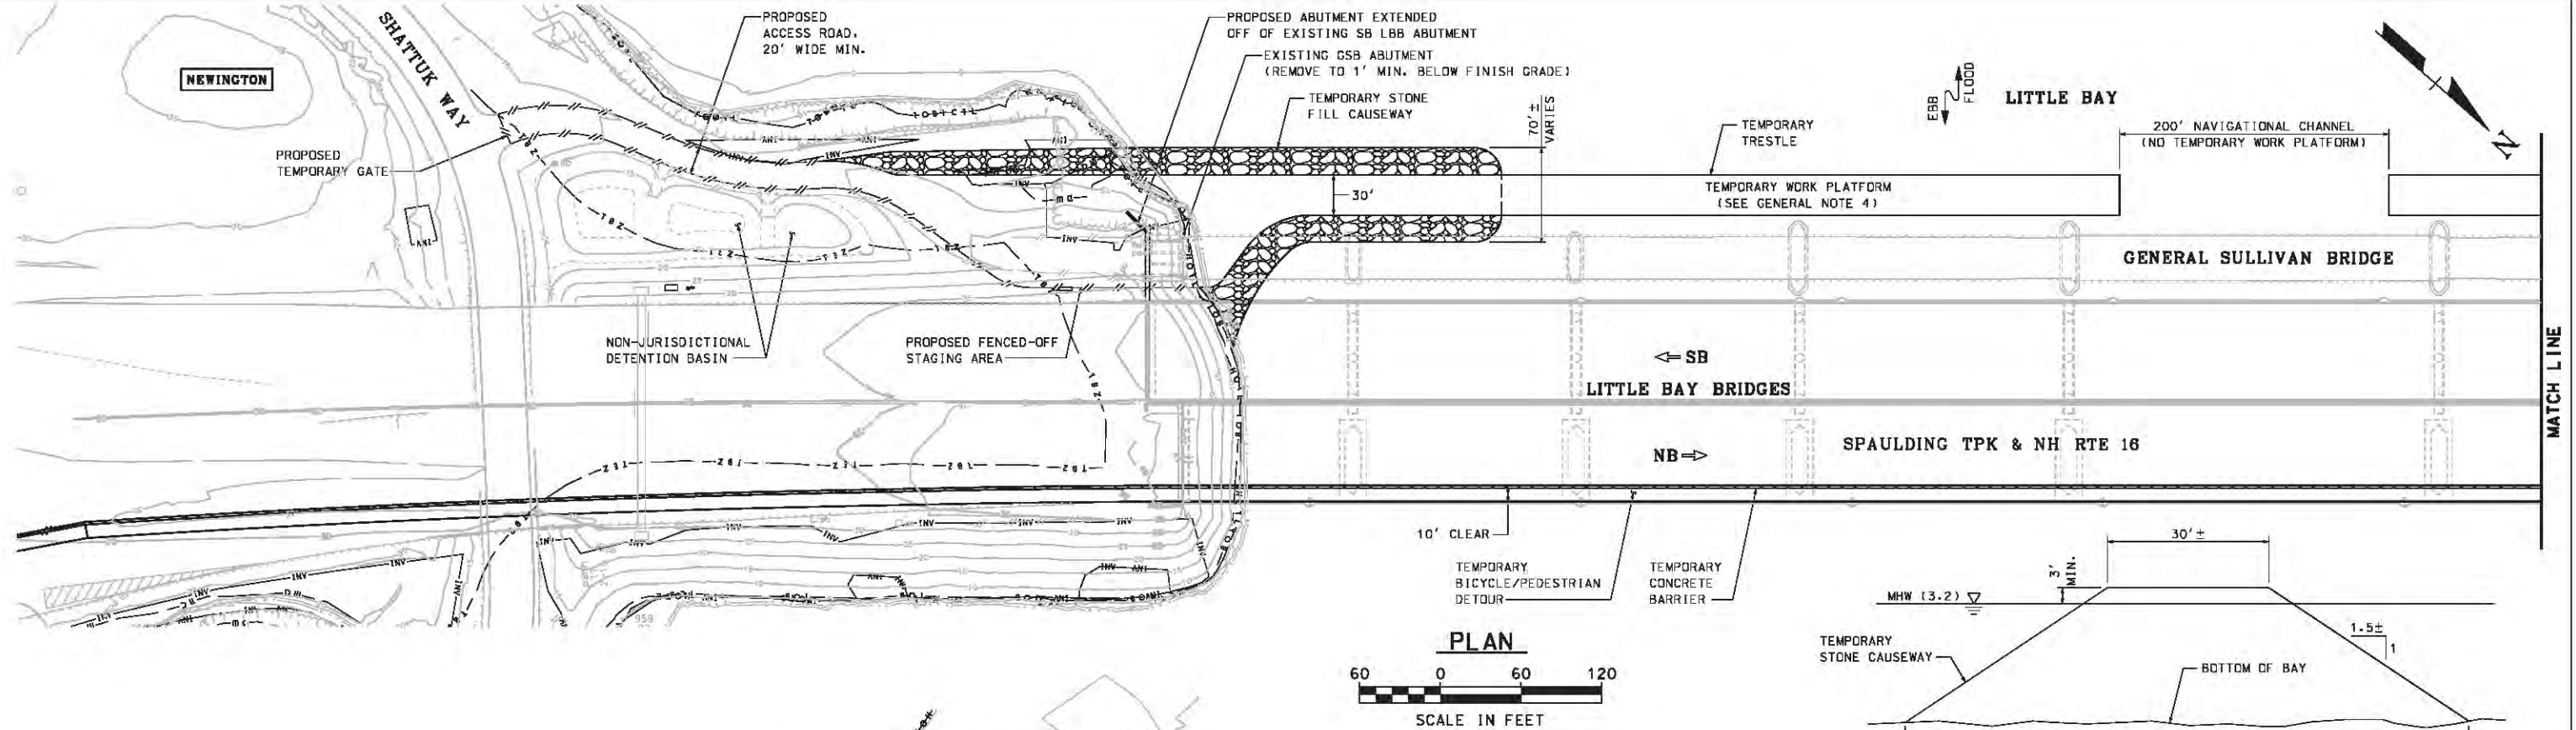 SHATTUK WAY
NEWINGTON
PROPOSED
ACCESS ROAD,
20' WIDE MIN.
PROPOSED ABUTMENT EXTENDED
OFF OF EXISTING SB LBB ABUTMENT
EXISTING GSB ABUTMENT
(REMOVE TO 1' MIN. BELOW FINISH GRADE)
TEMPORARY STONE
FILL CAUSEWAY
70'±
VARIES
EBB
FLOOD
LITTLE BAY
N
TEMPORARY
TRESTLE
200' NAVIGATIONAL CHANNEL
(NO TEMPORARY WORK PLATFORM)
PROPOSED
TEMPORARY GATE
30'
TEMPORARY WORK PLATFORM
(SEE GENERAL NOTE 4)
GENERAL SULLIVAN BRIDGE
NON-JURISDICTIONAL
DETENTION BASIN
PROPOSED FENCED-OFF
STAGING AREA
SB
LITTLE BAY BRIDGES
NB
SPAULDING TPK & NH RTE 16
MATCH LINE
10' CLEAR
TEMPORARY
BICYCLE/PEDESTRIAN
DETOUR
TEMPORARY
CONCRETE
BARRIER
PLAN
60 0 60 120
SCALE IN FEET
30'±
3'
MIN.
MHW (3.2)
TEMPORARY
STONE CAUSEWAY
1.5±
1
BOTTOM OF BAY